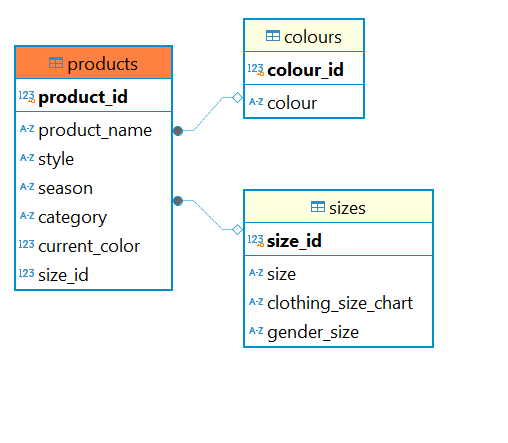 products
123 product_id
A-Z product_name
A-Z style
A-Z season
A-Z category
123 current_color
123 size_id
colours
123 colour_id
A-Z colour
sizes
123 size_id
A-Z size
A-Z clothing_size_chart
A-Z gender_size